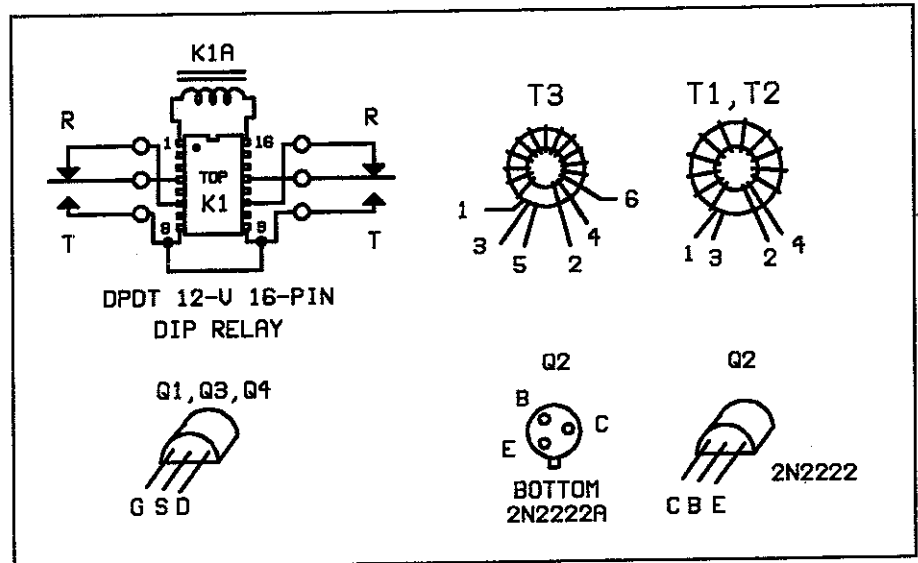 K1A
R
R
1
16
TOP
K1
8
9
T
T
DPDT 12-V 16-PIN
DIP RELAY
T3
1
3
5
2
4
6
T1,T2
1
3
2
4
Q1,Q3,Q4
G S D
Q2
B
C
E
BOTTOM
2N2222A
Q2
2N2222
C B E